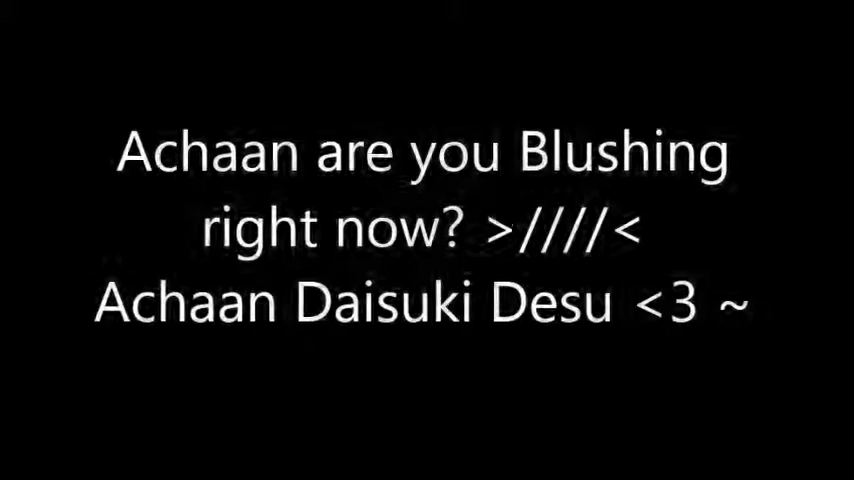 Achaan are you Blushing
right now? >////<
Achaan Daisuki Desu <3 ~